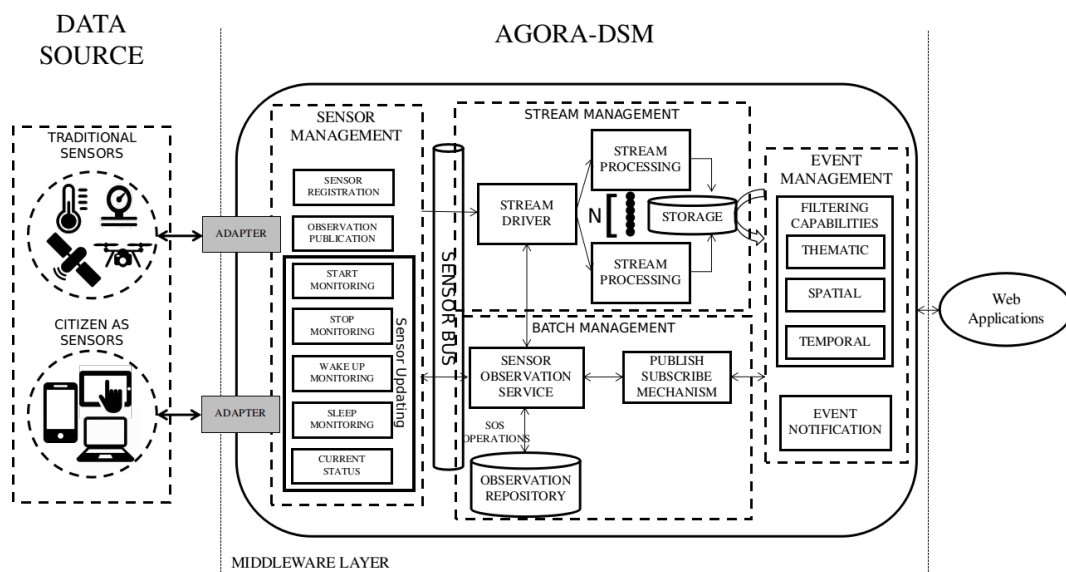 DATA
SOURCE
AGORA-DSM
TRADITIONAL
SENSORS
CITIZEN AS
SENSORS
ADAPTER
ADAPTER
SENSOR
MANAGEMENT
SENSOR
REGISTRATION
OBSERVATION
PUBLICATION
START
MONITORING
STOP
MONITORING
WAKE UP
MONITORING
SLEEP
MONITORING
CURRENT
STATUS
Sensor Updating
SENSOR BUS
STREAM MANAGEMENT
STREAM
DRIVER
STREAM
PROCESSING
N
STORAGE
STREAM
PROCESSING
BATCH MANAGEMENT
SENSOR
OBSERVATION
SERVICE
PUBLISH
SUBSCRIBE
MECHANISM
SOS
OPERATIONS
OBSERVATION
REPOSITORY
EVENT
MANAGEMENT
FILTERING
CAPABILITIES
THEMATIC
SPATIAL
TEMPORAL
EVENT
NOTIFICATION
Web
Applications
MIDDLEWARE LAYER